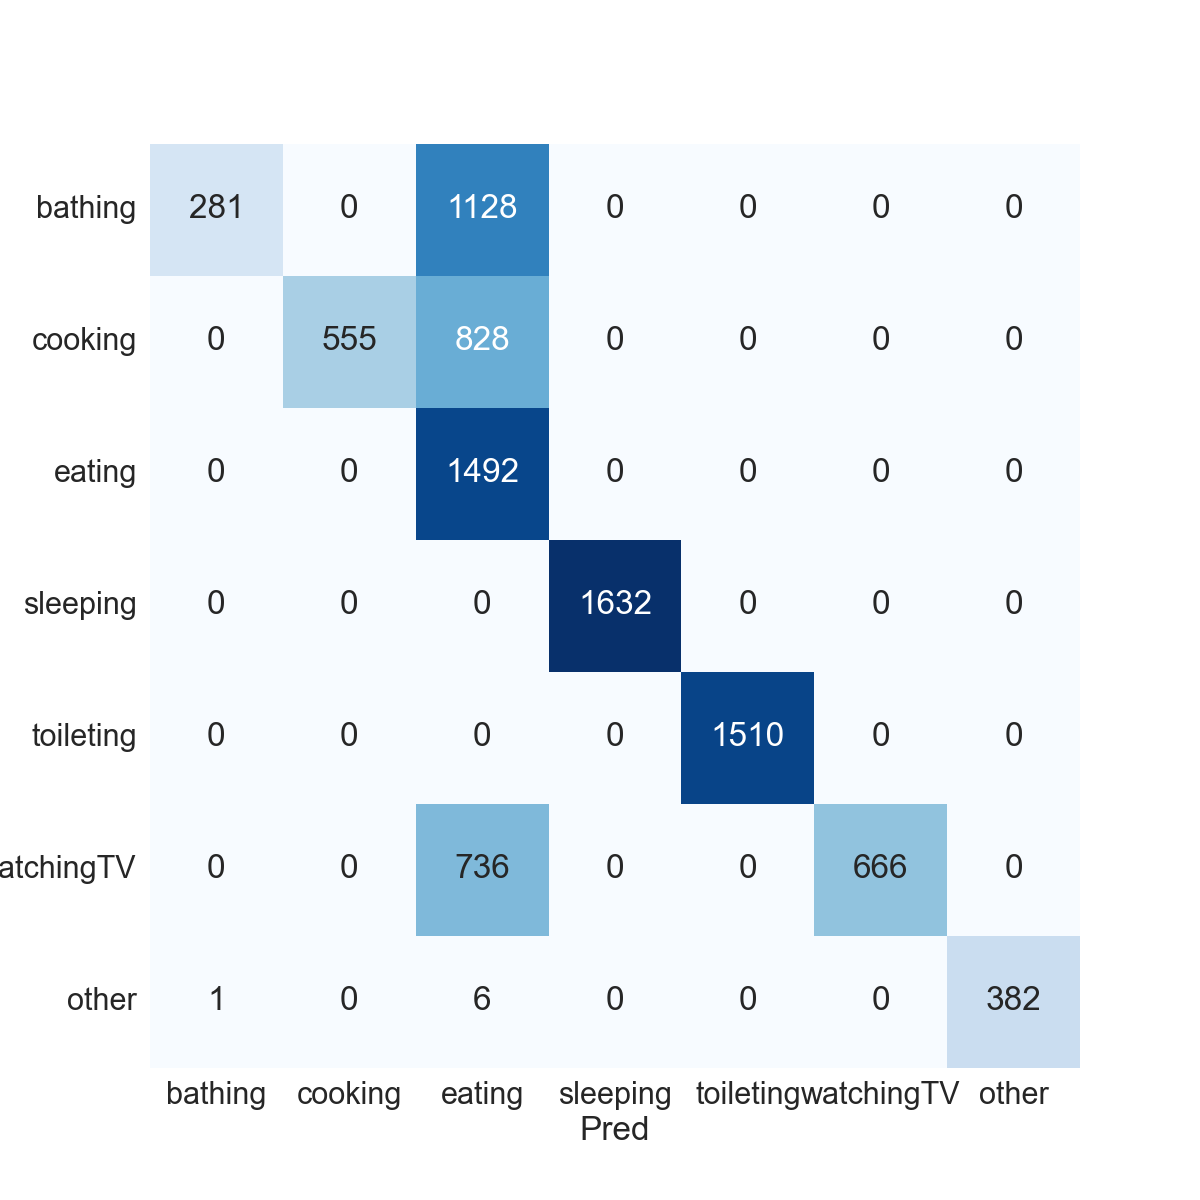 bathing 281 0 1128 0 0 0 0
cooking 0 555 828 0 0 0 0
eating 0 0 1492 0 0 0 0
sleeping 0 0 0 1632 0 0 0
toileting 0 0 0 0 1510 0 0
atchingTV 0 0 736 0 0 666 0
other 1 0 6 0 0 0 382
bathing cooking eating sleeping toileting watchingTV other
Pred